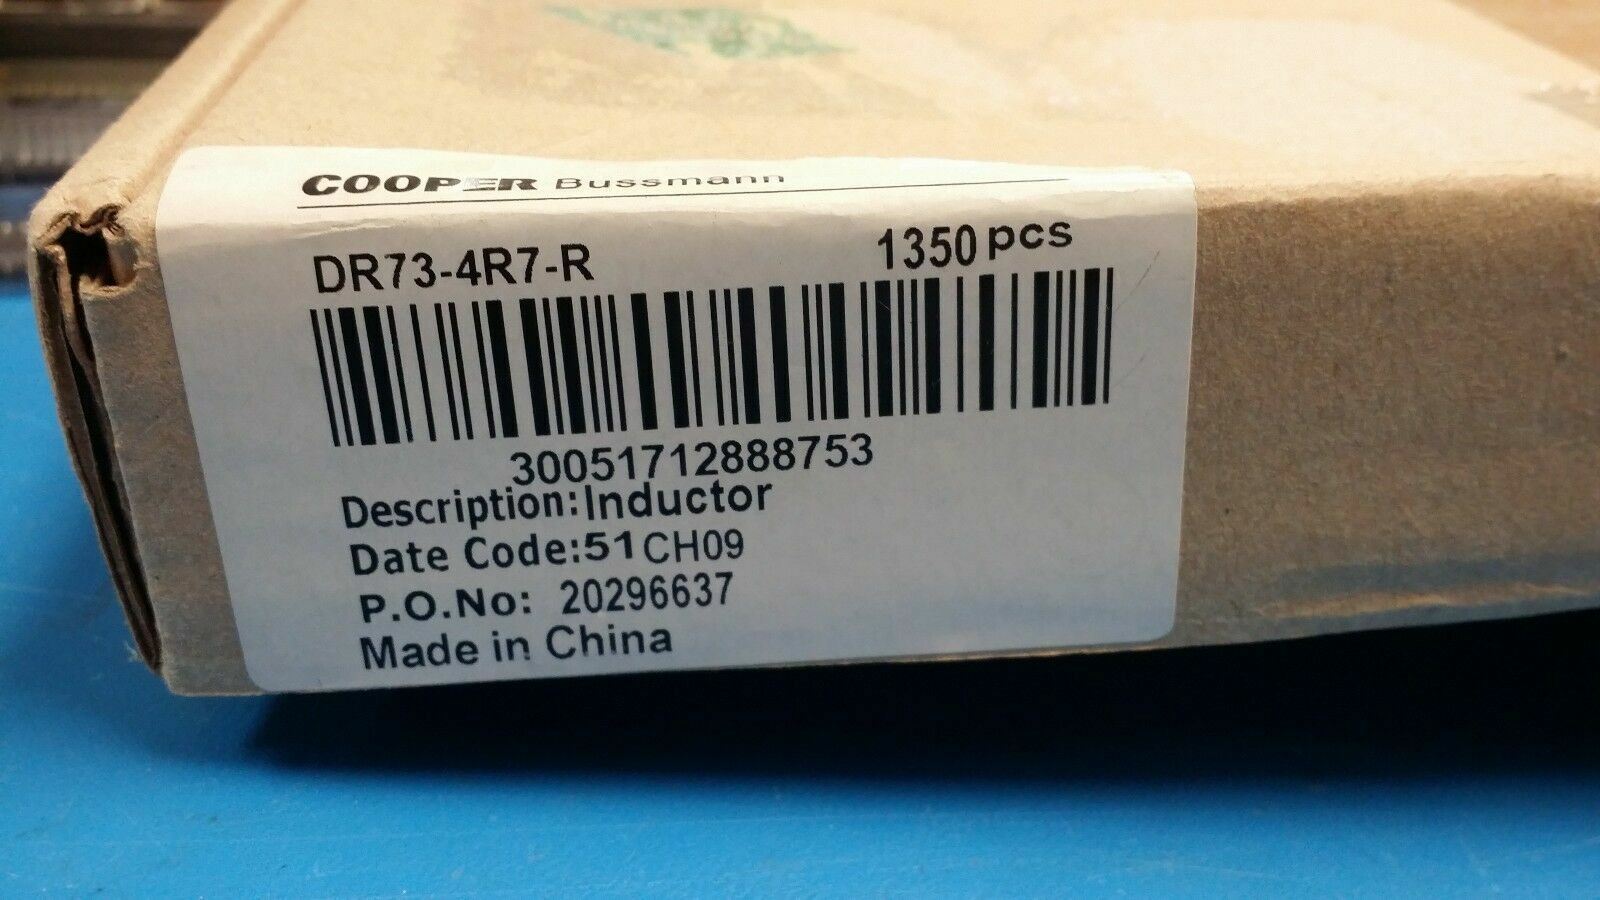 COOPER Bussmann
DR73-4R7-R 1350 pcs
30051712888753
Description:Inductor
Date Code:51CH09
P.O.No: 20296637
Made in China